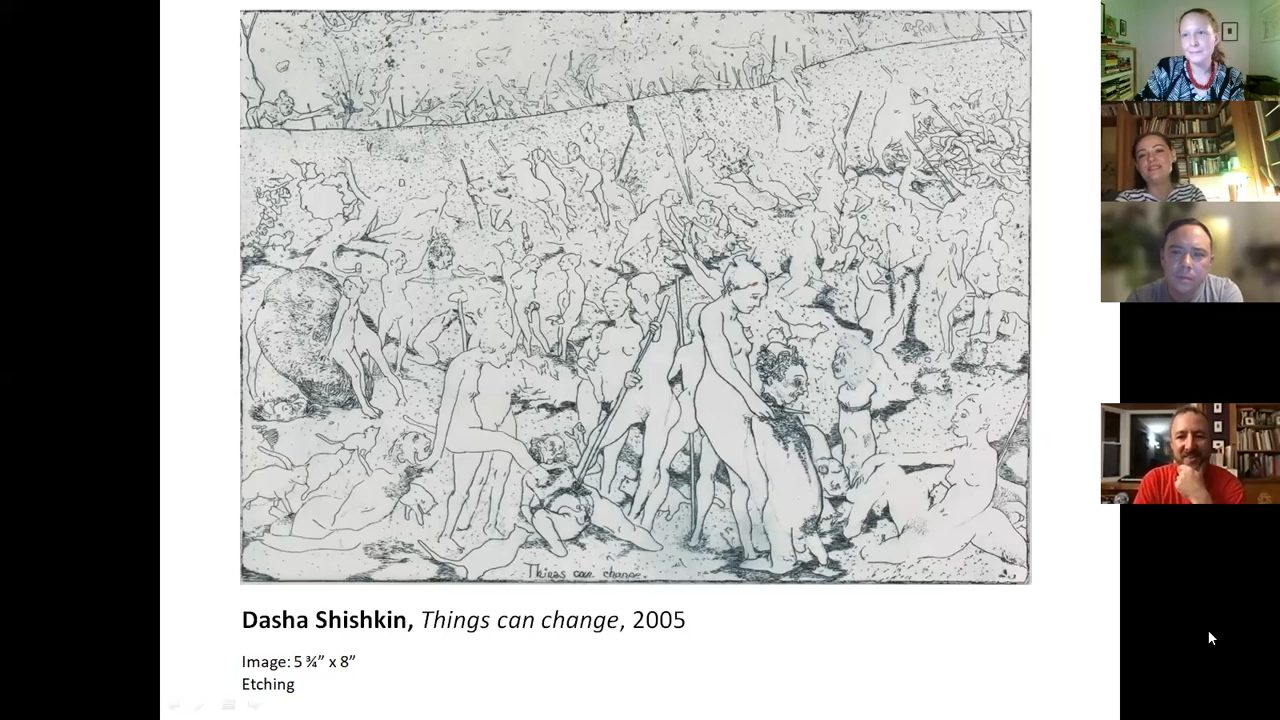 Things can change.
Dasha Shishkin, Things can change, 2005
Image: 5 ¾” x 8”
Etching